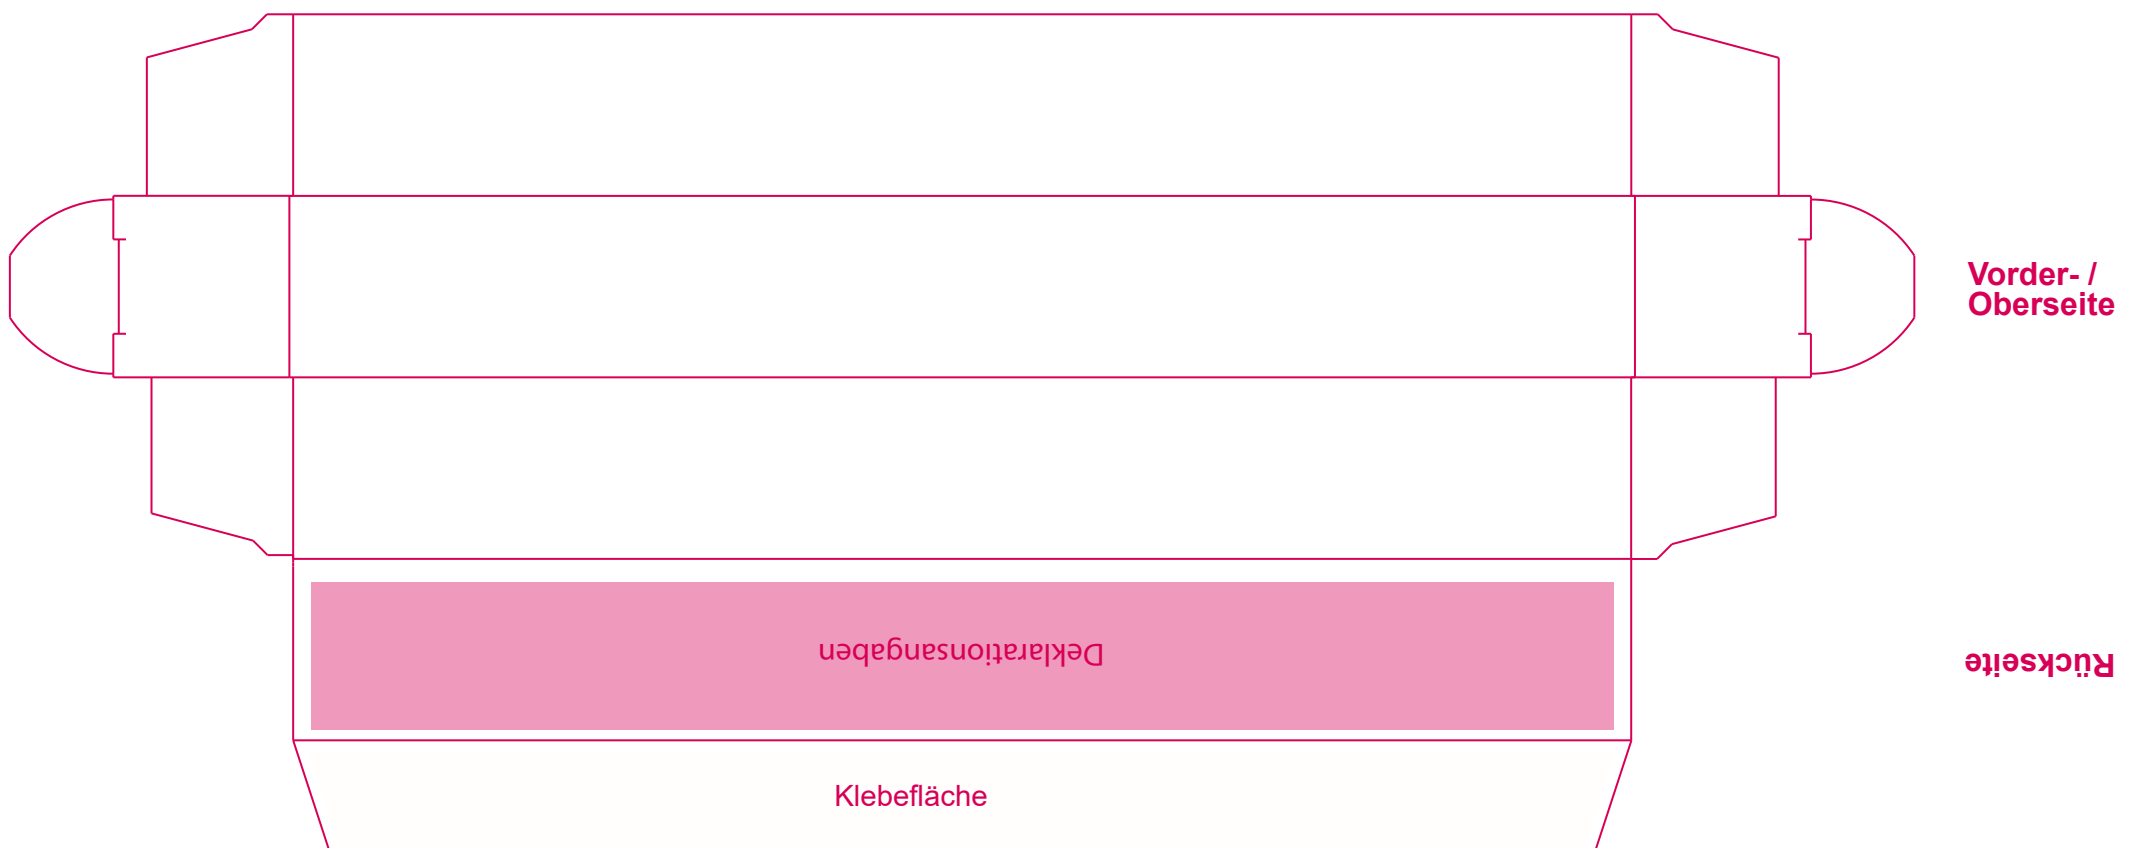 Vorder- /
Oberseite
Deklarationsangaben
Rückseite
Klebefläche